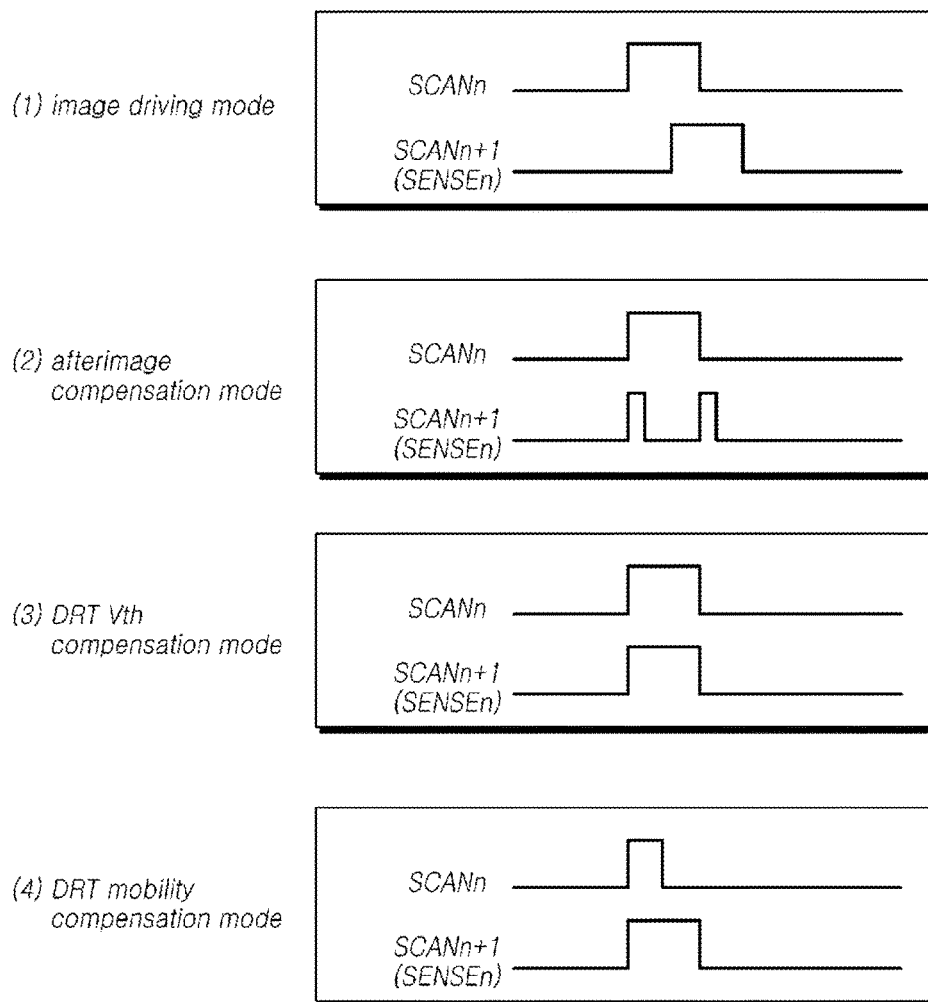 (1) image driving mode
SCANn
SCANn+1
(SENSEn)
(2) afterimage
compensation mode
SCANn
SCANn+1
(SENSEn)
(3) DRT Vth
compensation mode
SCANn
SCANn+1
(SENSEn)
(4) DRT mobility
compensation mode
SCANn
SCANn+1
(SENSEn)